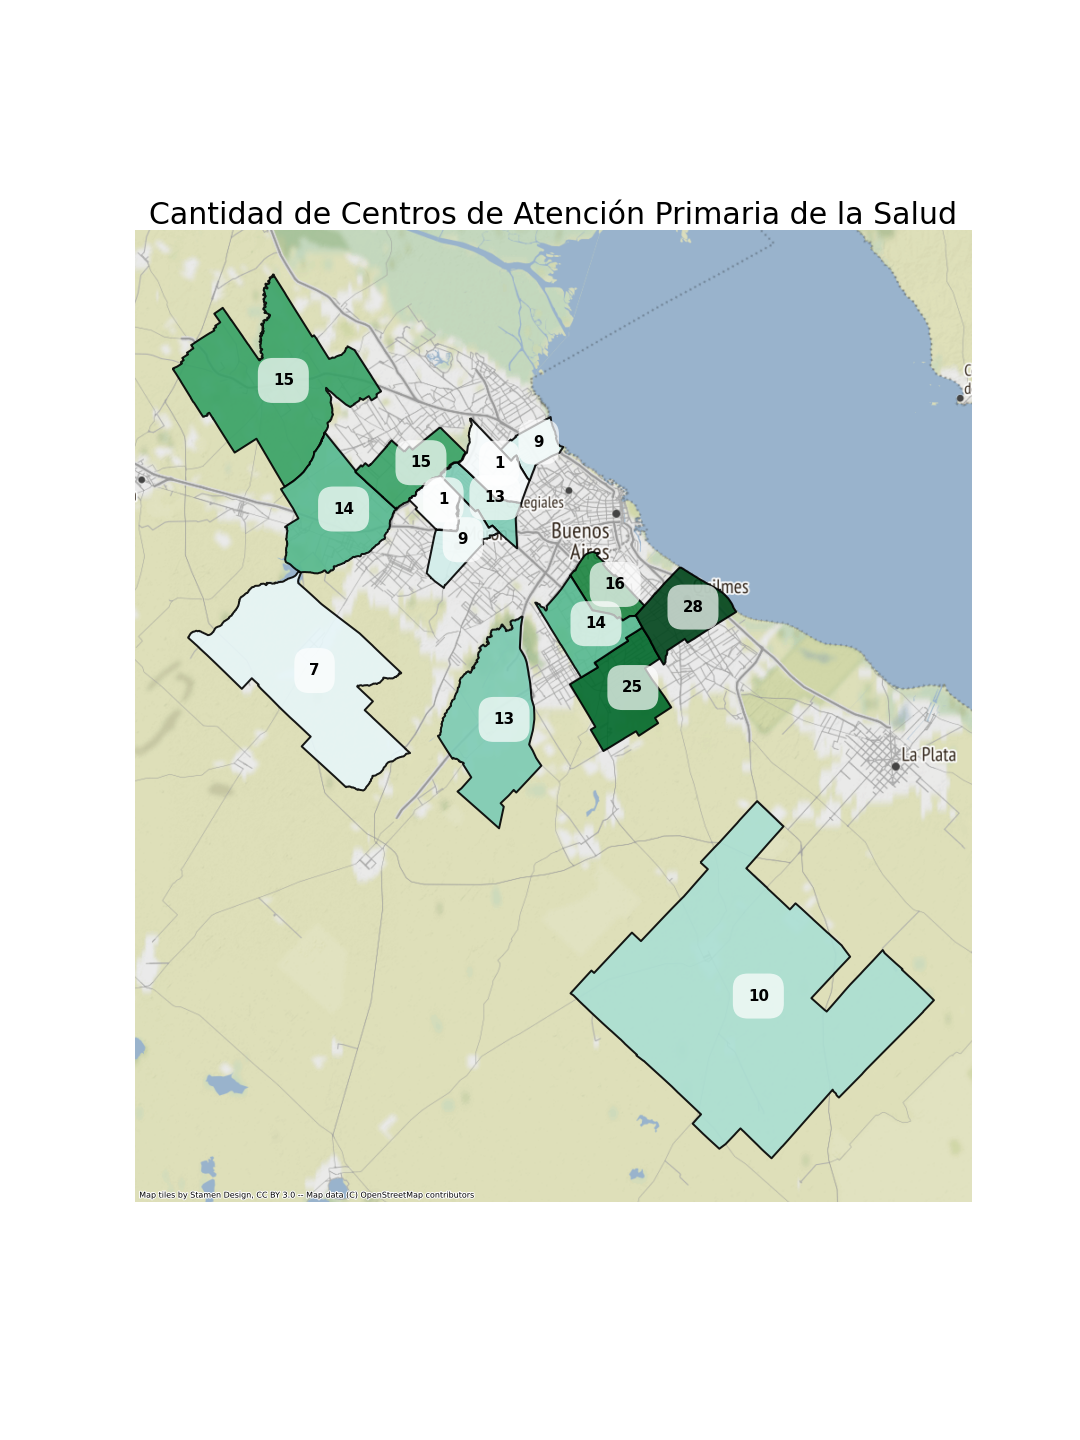 Cantidad de Centros de Atención Primaria de la Salud
15
9
15
1
1
13
14
egiales
9
Buenos
Aires
16
ilmes
28
14
7
25
13
La Plata
10
Map tiles by Stamen Design, CC BY 3.0 -- Map data (C) OpenStreetMap contributors